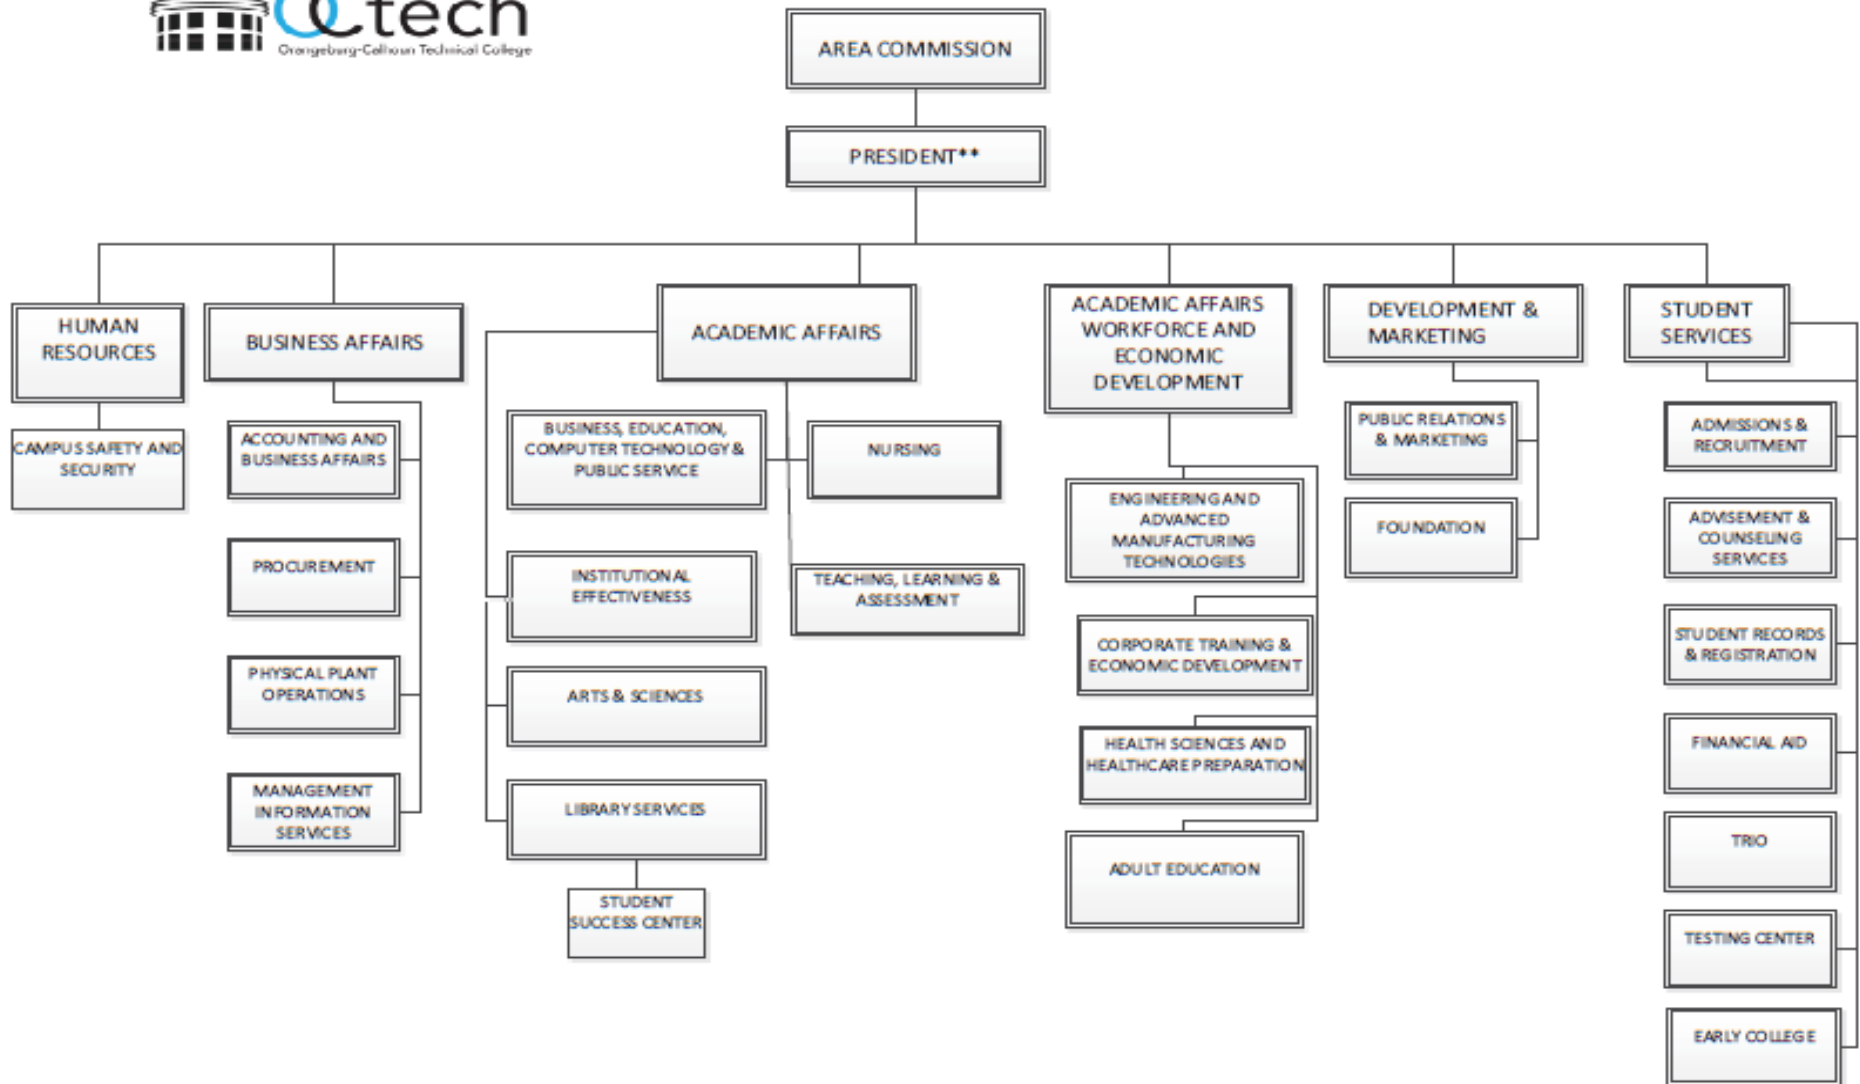 OCtech
Orangeburg-Calhoun Technical College
AREA COMMISSION
PRESIDENT**
HUMAN
RESOURCES
CAMPUS SAFETY AND
SECURITY
BUSINESS AFFAIRS
ACCOUNTING AND
BUSINESS AFFAIRS
PROCUREMENT
PHYSICAL PLANT
OPERATIONS
MANAGEMENT
INFORMATION
SERVICES
ACADEMIC AFFAIRS
BUSINESS, EDUCATION,
COMPUTER TECHNOLOGY &
PUBLIC SERVICE
NURSING
INSTITUTIONAL
EFFECTIVENESS
TEACHING, LEARNING &
ASSESSMENT
ARTS & SCIENCES
LIBRARY SERVICES
STUDENT
SUCCESS CENTER
ACADEMIC AFFAIRS
WORKFORCE AND
ECONOMIC
DEVELOPMENT
ENGINEERING AND
ADVANCED
MANUFACTURING
TECHNOLOGIES
CORPORATE TRAINING &
ECONOMIC DEVELOPMENT
HEALTH SCIENCES AND
HEALTHCARE PREPARATION
ADULT EDUCATION
DEVELOPMENT &
MARKETING
PUBLIC RELATIONS
& MARKETING
FOUNDATION
STUDENT
SERVICES
ADMISSIONS &
RECRUITMENT
ADVISEMENT &
COUNSELING
SERVICES
STUDENT RECORDS
& REGISTRATION
FINANCIAL AID
TRIO
TESTING CENTER
EARLY COLLEGE